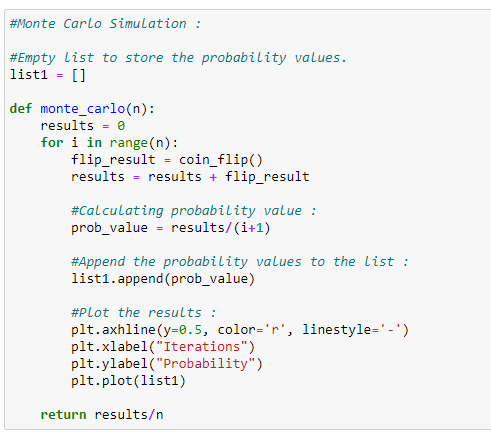 #Monte Carlo Simulation :
#Empty list to store the probability values.
list1 = []
def monte_carlo(n):
    results = 0
    for i in range(n):
        flip_result = coin_flip()
        results = results + flip_result
        #Calculating probability value :
        prob_value = results/(i+1)
        #Append the probability values to the list :
        list1.append(prob_value)
        #Plot the results :
        plt.axhline(y=0.5, color='r', linestyle='-')
        plt.xlabel("Iterations")
        plt.ylabel("Probability")
        plt.plot(list1)
    return results/n